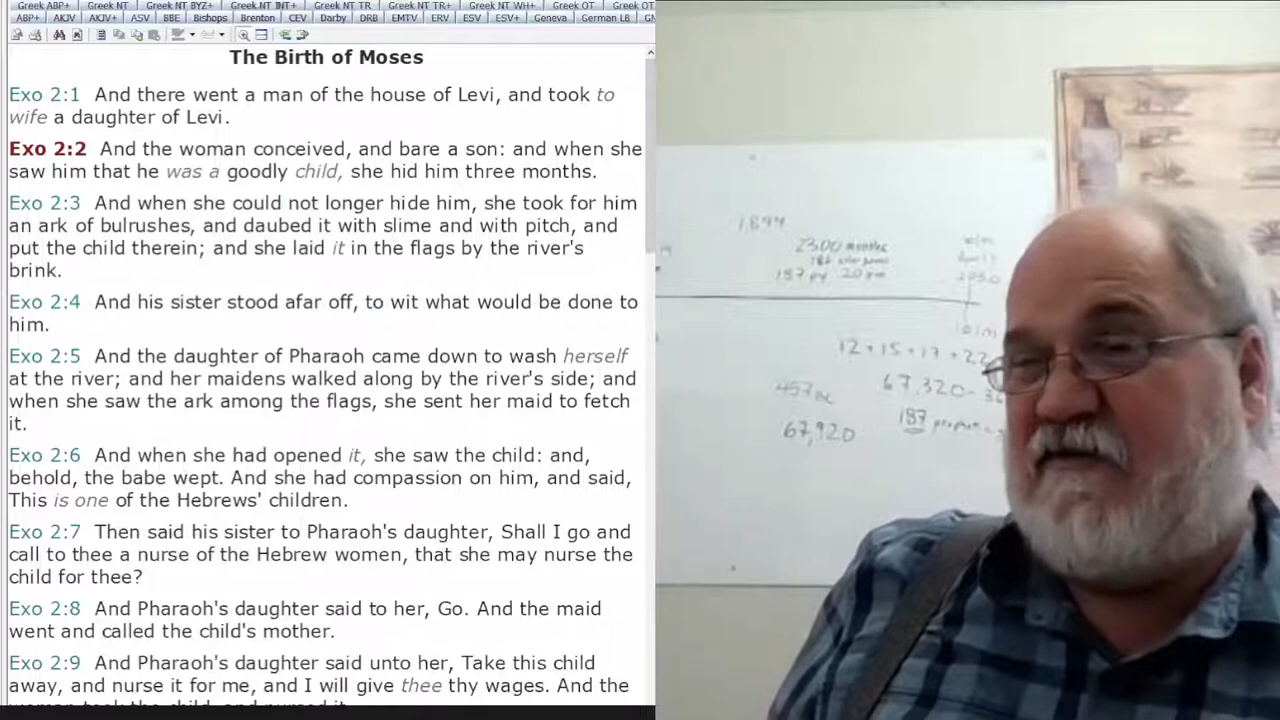 Greek ABP+ Greek NT Greek NT BYZ+ Greek NT INT+ Greek NT TR Greek NT TR+ Greek NT WH+ Greek OT Greek OT
ABP+ AKJV AKJV+ ASV BBE Bishops Brenton CEV Darby DRB EMTV ERV ESV ESV+ Geneva German LB
The Birth of Moses
Exo 2:1 And there went a man of the house of Levi, and took to
wife a daughter of Levi.
Exo 2:2 And the woman conceived, and bare a son: and when she
saw him that he was a goodly child, she hid him three months.
Exo 2:3 And when she could not longer hide him, she took for him
an ark of bulrushes, and daubed it with slime and with pitch, and
put the child therein; and she laid it in the flags by the river's
brink.
Exo 2:4 And his sister stood afar off, to wit what would be done to
him.
Exo 2:5 And the daughter of Pharaoh came down to wash herself
at the river; and her maidens walked along by the river's side; and
when she saw the ark among the flags, she sent her maid to fetch
it.
Exo 2:6 And when she had opened it, she saw the child: and,
behold, the babe wept. And she had compassion on him, and said,
This is one of the Hebrews' children.
Exo 2:7 Then said his sister to Pharaoh's daughter, Shall I go and
call to thee a nurse of the Hebrew women, that she may nurse the
child for thee?
Exo 2:8 And Pharaoh's daughter said to her, Go. And the maid
went and called the child's mother.
Exo 2:9 And Pharaoh's daughter said unto her, Take this child
away, and nurse it for me, and I will give thee thy wages. And the
woman took the child, and nursed it.
2300 months
187 20
12 + 15 + 17 + 22
67,320 - 36
457 BC
187
67,920